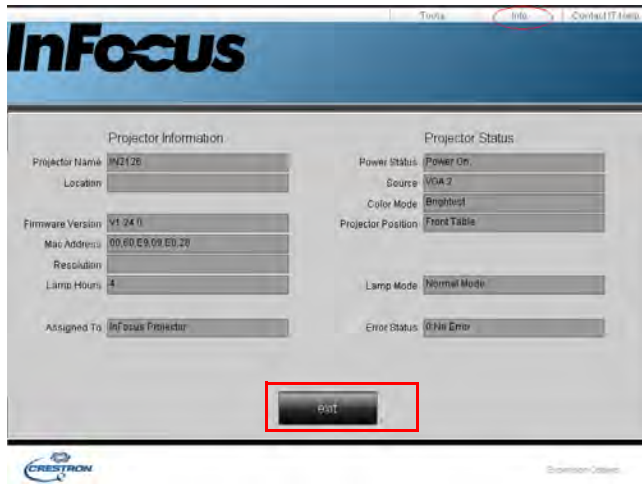 Tools Info Contact IT Help
InFocus
Projector Information Projector Status
Projector Name IN2126 Power Status Power On.
Location Source VGA 2
Color Mode Brightest
Firmware Version V1.24.0 Projector Position Front Table
Mac Address 00.60.E9.09.E0.28
Resolution
Lamp Hours 4 Lamp Mode Normal Mode
Assigned To InFocus Projector Error Status 0:No Error
exit
CRESTRON Expansion Options